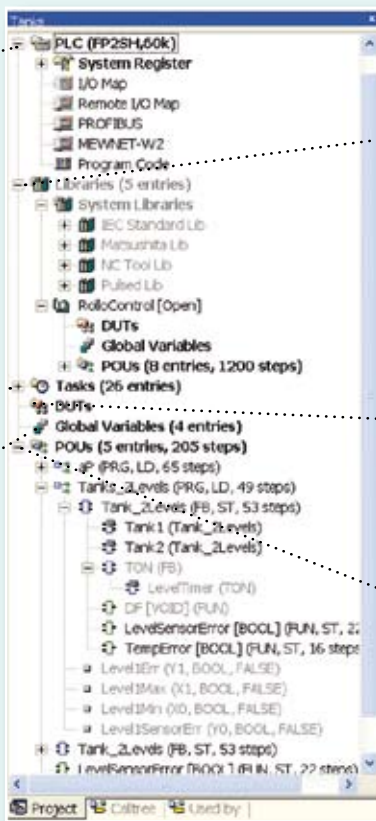 Tanks
PLC (FP2SH,60k)
System Register
I/O Map
Remote I/O Map
PROFIBUS
MEWNET-W2
Program Code
Libraries (5 entries)
System Libraries
IEC Standard Lib
Matsushita Lib
NC Tool Lib
Pulsed Lib
RolloControl [Open]
DUTs
Global Variables
POUs (8 entries, 1200 steps)
Tasks (26 entries)
DUTs
Global Variables (4 entries)
POUs (5 entries, 205 steps)
aP (PRG, LD, 65 steps)
Tanks_2Levels (PRG, LD, 49 steps)
Tank_2Levels (FB, ST, 53 steps)
Tank1 (Tank_2Levels)
Tank2 (Tank_2Levels)
TON (FB)
LevelTimer (TON)
DF [VOID] (FUN)
LevelSensorError [BOOL] (FUN, ST, 22
TempError [BOOL] (FUN, ST, 16 steps
Level1Err (Y1, BOOL, FALSE)
Level1Max (X1, BOOL, FALSE)
Level1Min (X0, BOOL, FALSE)
Level1SensorErr (Y0, BOOL, FALSE)
Tank_2Levels (FB, ST, 53 steps)
LevelSensorError [BOOL] (FUN, ST, 22 steps)
Project Calltree Used by